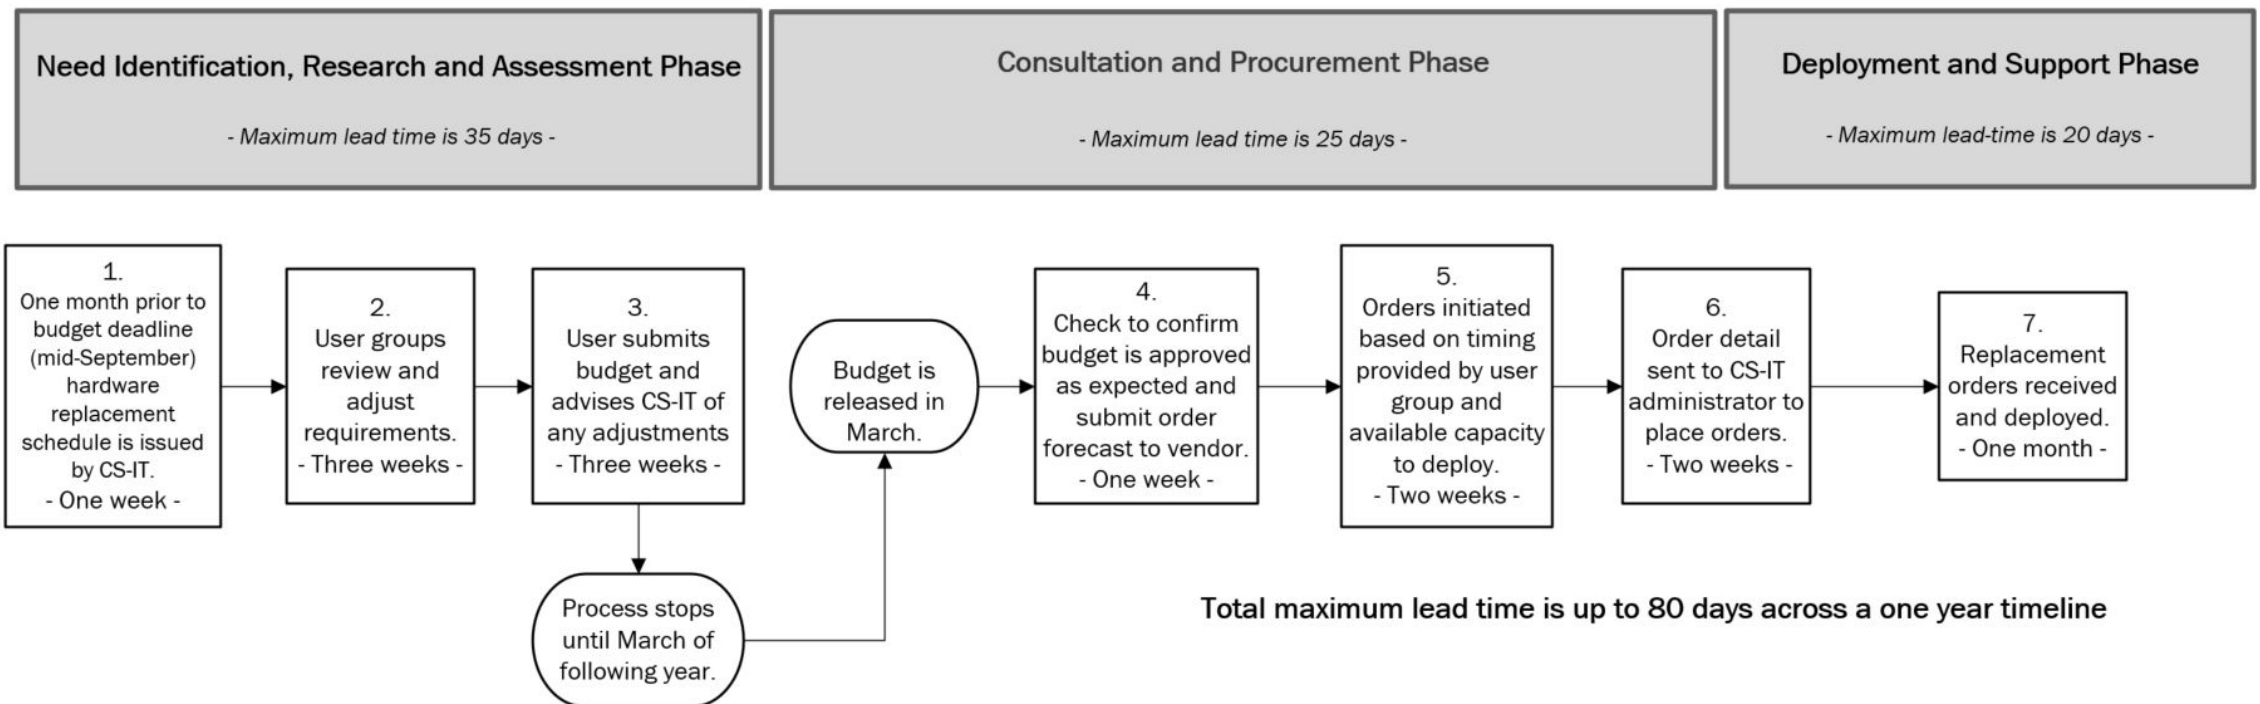 Need Identification, Research and Assessment Phase
- Maximum lead time is 35 days -
Consultation and Procurement Phase
- Maximum lead time is 25 days -
Deployment and Support Phase
- Maximum lead-time is 20 days -
1.
One month prior to
budget deadline
(mid-September)
hardware
replacement
schedule is issued
by CS-IT.
- One week -
2.
User groups
review and
adjust
requirements.
- Three weeks -
3.
User submits
budget and
advises CS-IT of
any adjustments
- Three weeks -
Process stops
until March of
following year.
Budget is
released in
March.
4.
Check to confirm
budget is approved
as expected and
submit order
forecast to vendor.
- One week -
5.
Orders initiated
based on timing
provided by user
group and
available capacity
to deploy.
- Two weeks -
6.
Order detail
sent to CS-IT
administrator to
place orders.
- Two weeks -
7.
Replacement
orders received
and deployed.
- One month -
Total maximum lead time is up to 80 days across a one year timeline